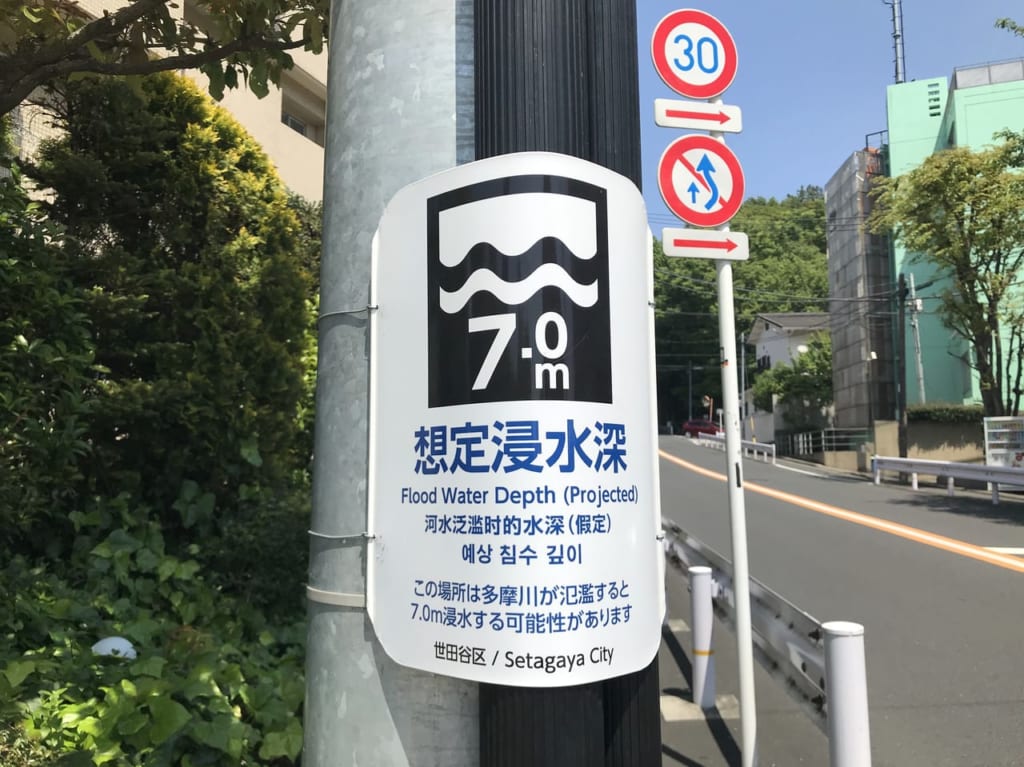 30
7.0
m
想定浸水深
Flood Water Depth (Projected)
河水泛滥时的水深(假定)
예상 침수 깊이
この場所は多摩川が氾濫すると
7.0m浸水する可能性があります
世田谷区 / Setagaya City